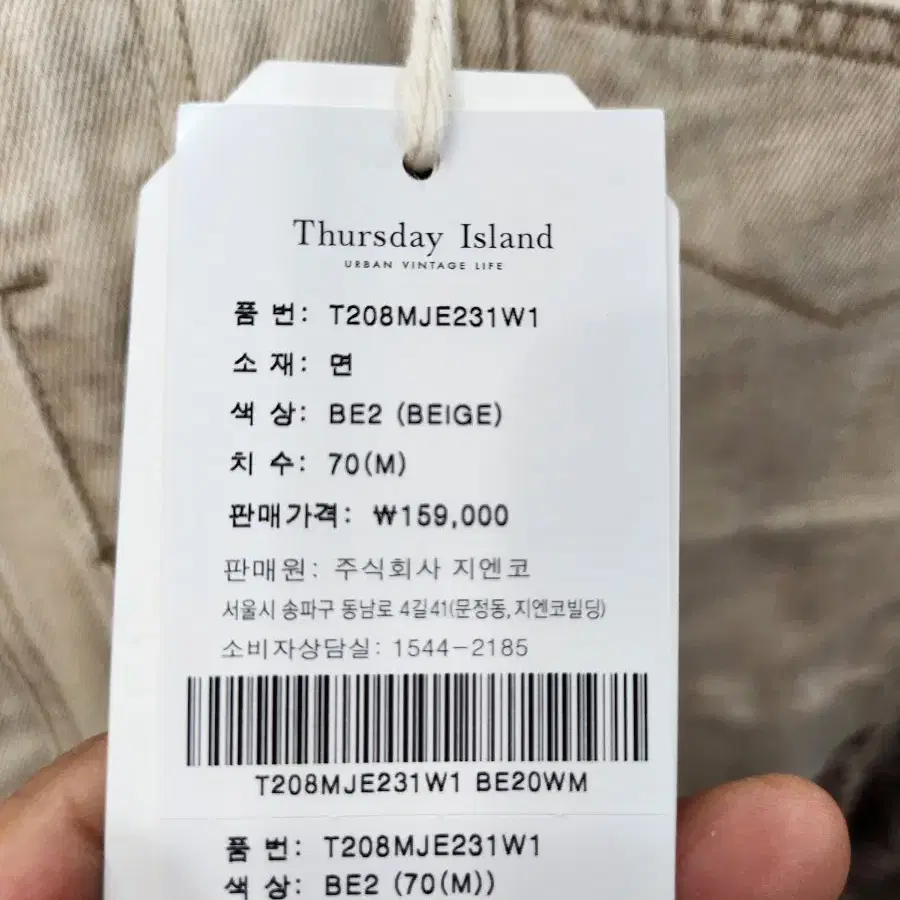 Thursday Island
URBAN VINTAGE LIFE
품 번: T208MJE231W1
소 재: 면
색 상: BE2 (BEIGE)
치 수: 70(M)
판매가격: ₩159,000
판매원: 주식회사 지엔코
서울시 송파구 동남로 4길41(문정동, 지엔코빌딩)
소비자상담실: 1544-2185
T208MJE231W1 BE20WM
품 번: T208MJE231W1
색 상: BE2 (70(M))